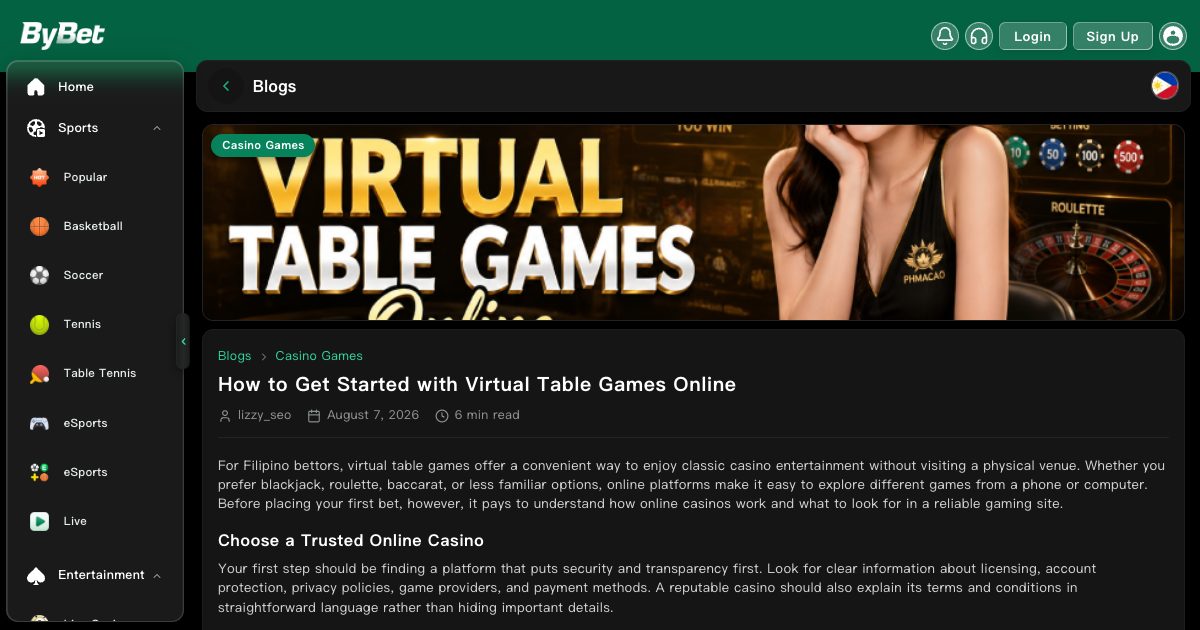 ByBet
Login
Sign Up
Home
Sports
Popular
Basketball
Soccer
Tennis
Table Tennis
eSports
eSports
Live
Entertainment
Blogs
Casino Games
YOU WIN
BETTING
10
50
100
500
ROULETTE
VIRTUAL
TABLE GAMES
Online
PHMACAO
Blogs > Casino Games
How to Get Started with Virtual Table Games Online
lizzy_seo August 7, 2026 6 min read
For Filipino bettors, virtual table games offer a convenient way to enjoy classic casino entertainment without visiting a physical venue. Whether you
prefer blackjack, roulette, baccarat, or less familiar options, online platforms make it easy to explore different games from a phone or computer.
Before placing your first bet, however, it pays to understand how online casinos work and what to look for in a reliable gaming site.
Choose a Trusted Online Casino
Your first step should be finding a platform that puts security and transparency first. Look for clear information about licensing, account
protection, privacy policies, game providers, and payment methods. A reputable casino should also explain its terms and conditions in
straightforward language rather than hiding important details.